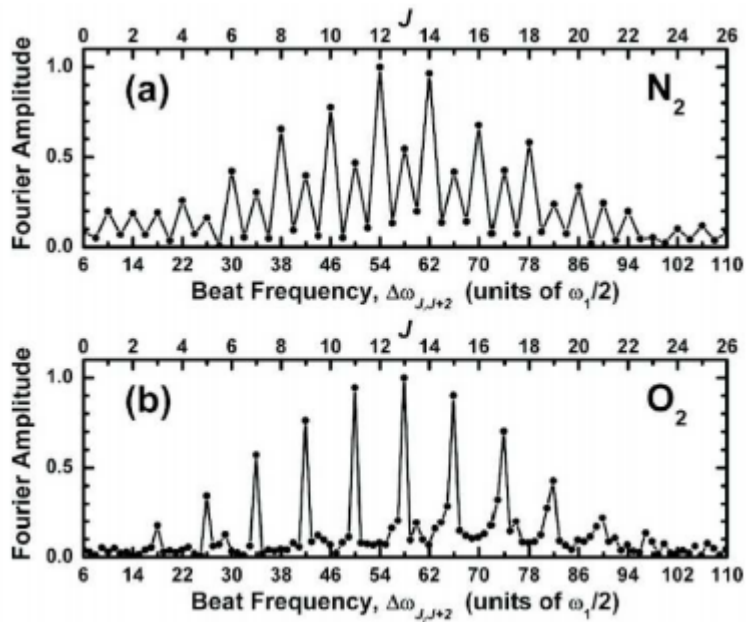 J
0 2 4 6 8 10 12 14 16 18 20 22 24 26
(a) N₂
Fourier Amplitude
1.0
0.5
0.0
6 14 22 30 38 46 54 62 70 78 86 94 102 110
Beat Frequency, Δω_J,J+2 (units of ω₁/2)
J
0 2 4 6 8 10 12 14 16 18 20 22 24 26
(b) O₂
Fourier Amplitude
1.0
0.5
0.0
6 14 22 30 38 46 54 62 70 78 86 94 102 110
Beat Frequency, Δω_J,J+2 (units of ω₁/2)